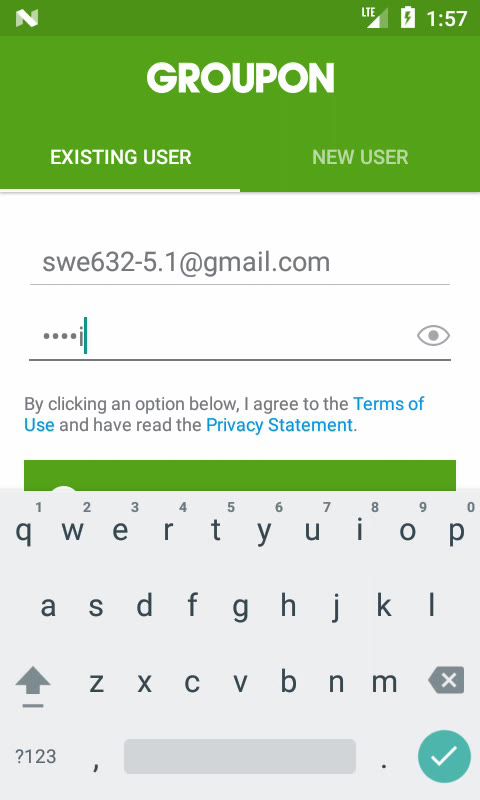 LTE 1:57
GROUPON
EXISTING USER NEW USER
swe632-5.1@gmail.com
••••i
By clicking an option below, I agree to the Terms of
Use and have read the Privacy Statement.
1 2 3 4 5 6 7 8 9 0
q w e r t y u i o p
a s d f g h j k l
z x c v b n m
?123 , .